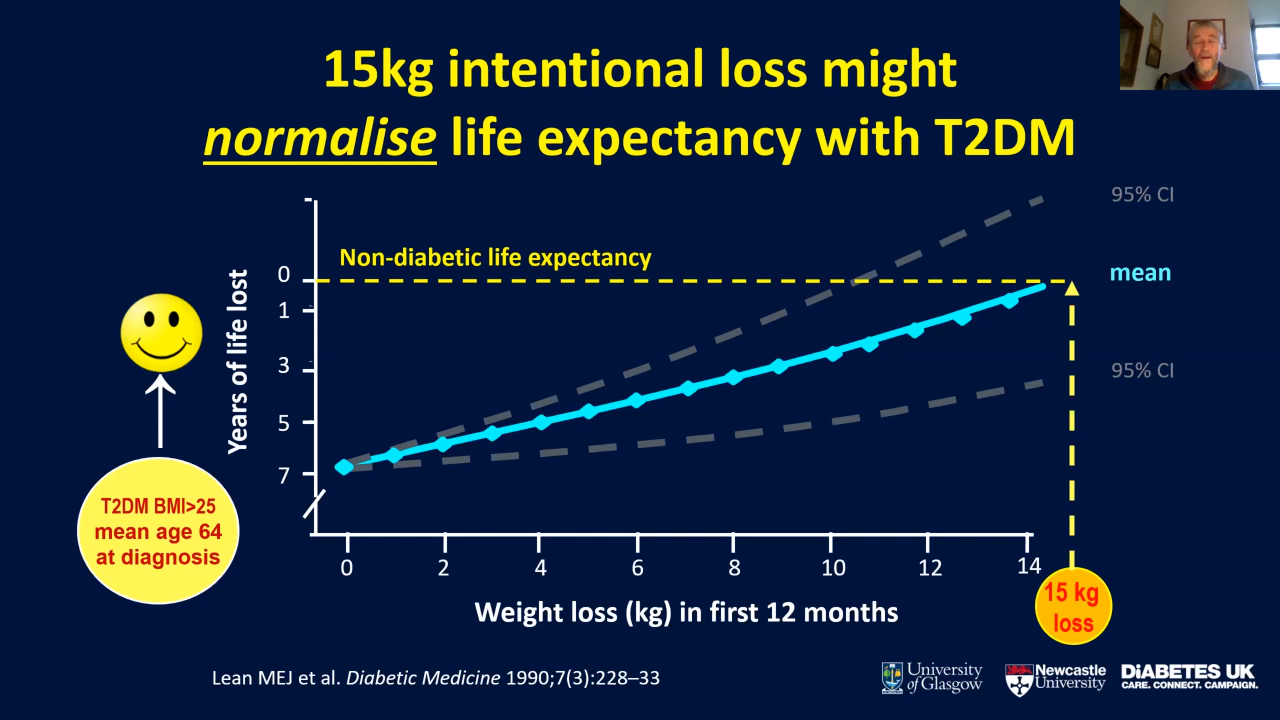 15kg intentional loss might
normalise life expectancy with T2DM
95% CI
Non-diabetic life expectancy
mean
0
1
3
5
7
Years of life lost
95% CI
T2DM BMI>25
mean age 64
at diagnosis
0 2 4 6 8 10 12 14
15 kg
loss
Weight loss (kg) in first 12 months
Lean MEJ et al. Diabetic Medicine 1990;7(3):228–33
University
of Glasgow
Newcastle
University
DiABETES UK
CARE. CONNECT. CAMPAIGN.